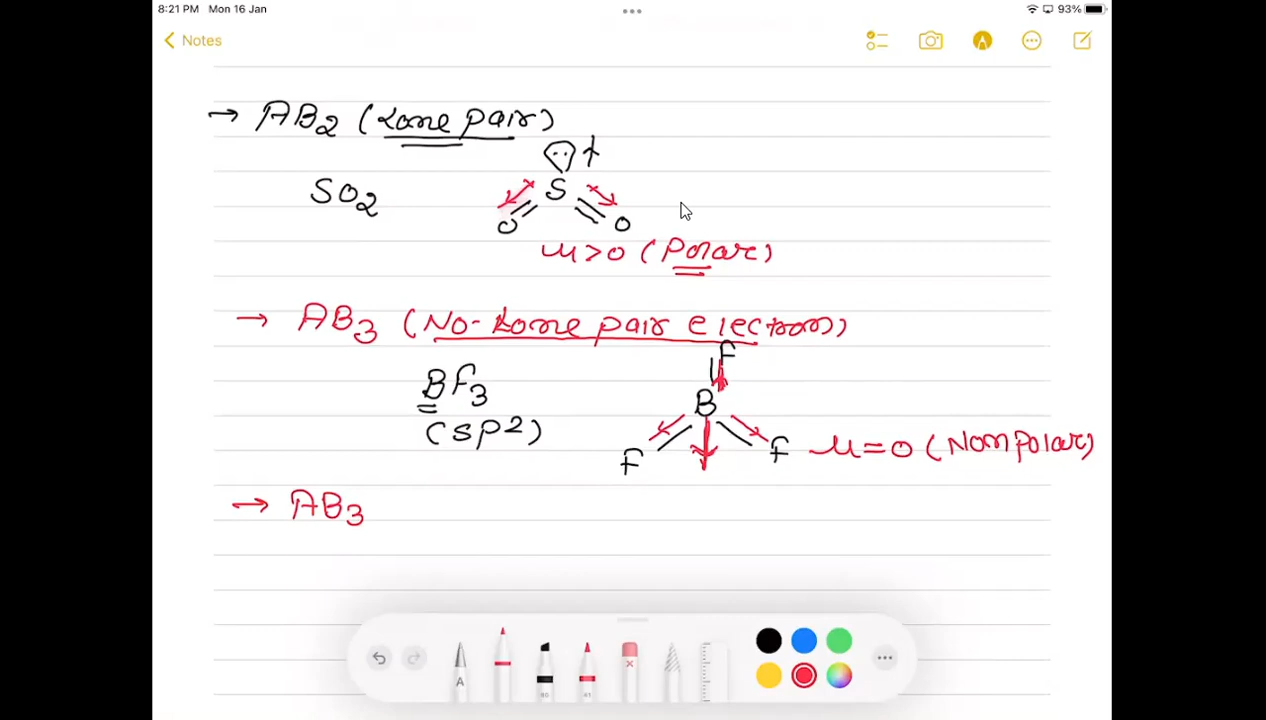 8:21 PM Mon 16 Jan
93%
Notes
→ AB2 (Lone pair)
SO2
S
O O
μ>0 (Polar)
→ AB3 (No-Lone pair electron)
F
BF3
B
(SP2)
F F μ=0 (Nonpolar)
→ AB3
A
80